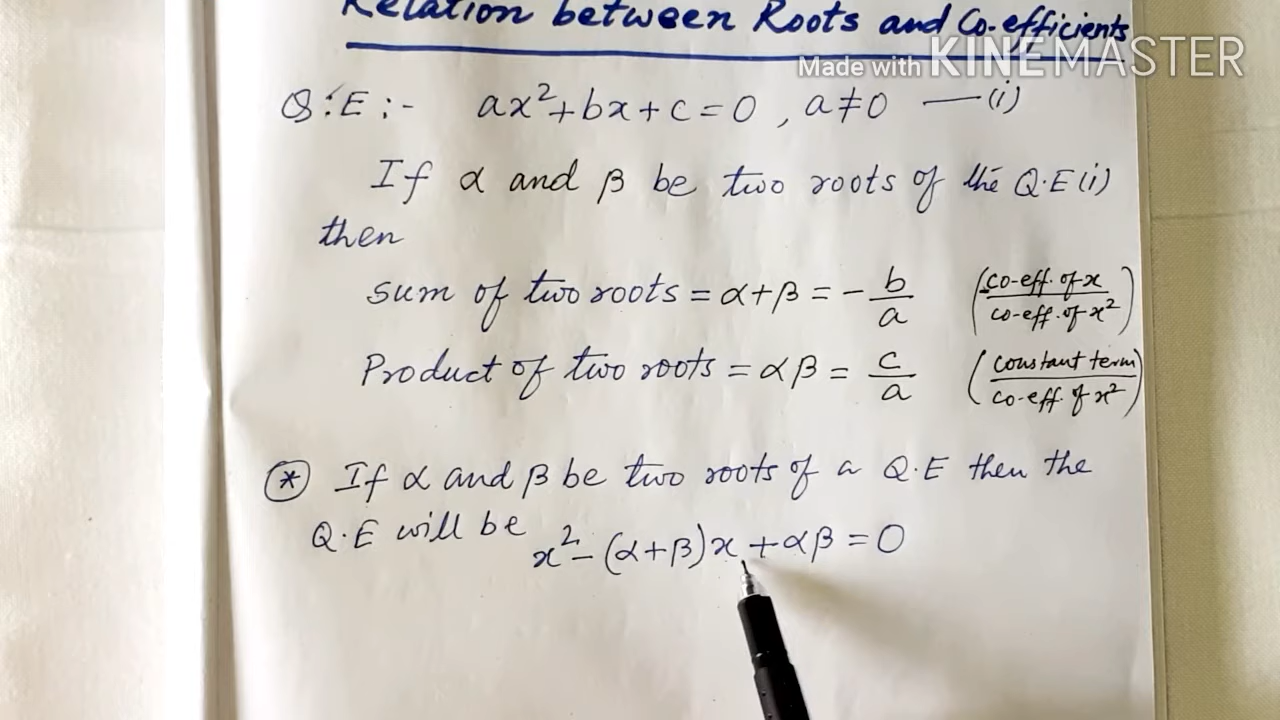 Relation between Roots and Co-efficients
Made with KINEMASTER
Q.E :- ax²+bx+c=0, a≠0 —(i)
If α and β be two roots of the Q.E(i)
then
sum of two roots = α+β = -b/a (-co-eff. of x/co-eff. of x²)
Product of two roots = αβ = c/a (constant term/co-eff. of x²)
(*) If α and β be two roots of a Q.E then the
Q.E will be x²-(α+β)x+αβ=0